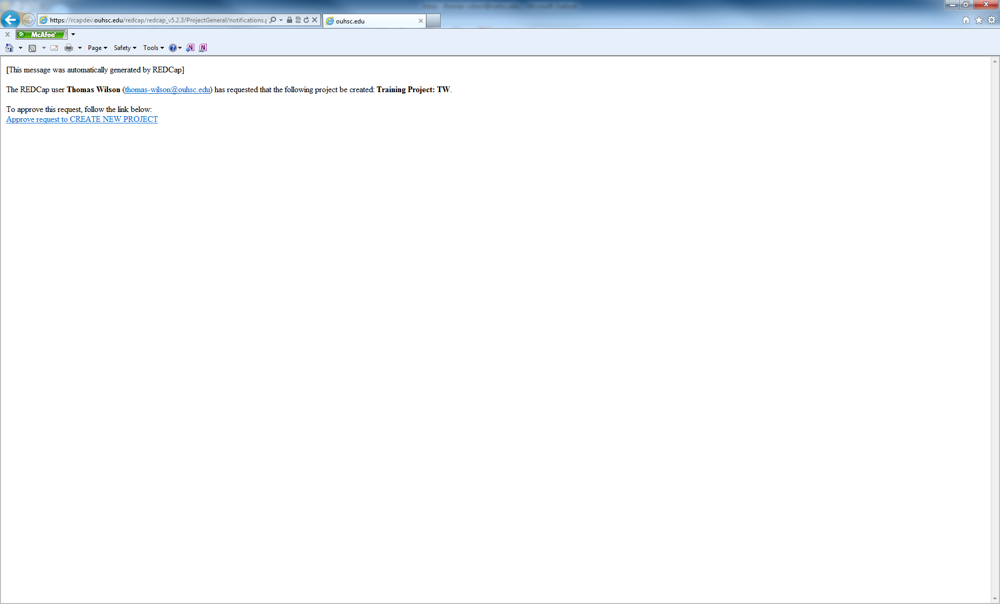 https://rcapdev.ouhsc.edu/redcap/redcap_v5.2.3/ProjectGeneral/notifications.p
ouhsc.edu
McAfee
Page Safety Tools
[This message was automatically generated by REDCap]
The REDCap user Thomas Wilson (thomas-wilson@ouhsc.edu) has requested that the following project be created: Training Project: TW.
To approve this request, follow the link below:
Approve request to CREATE NEW PROJECT